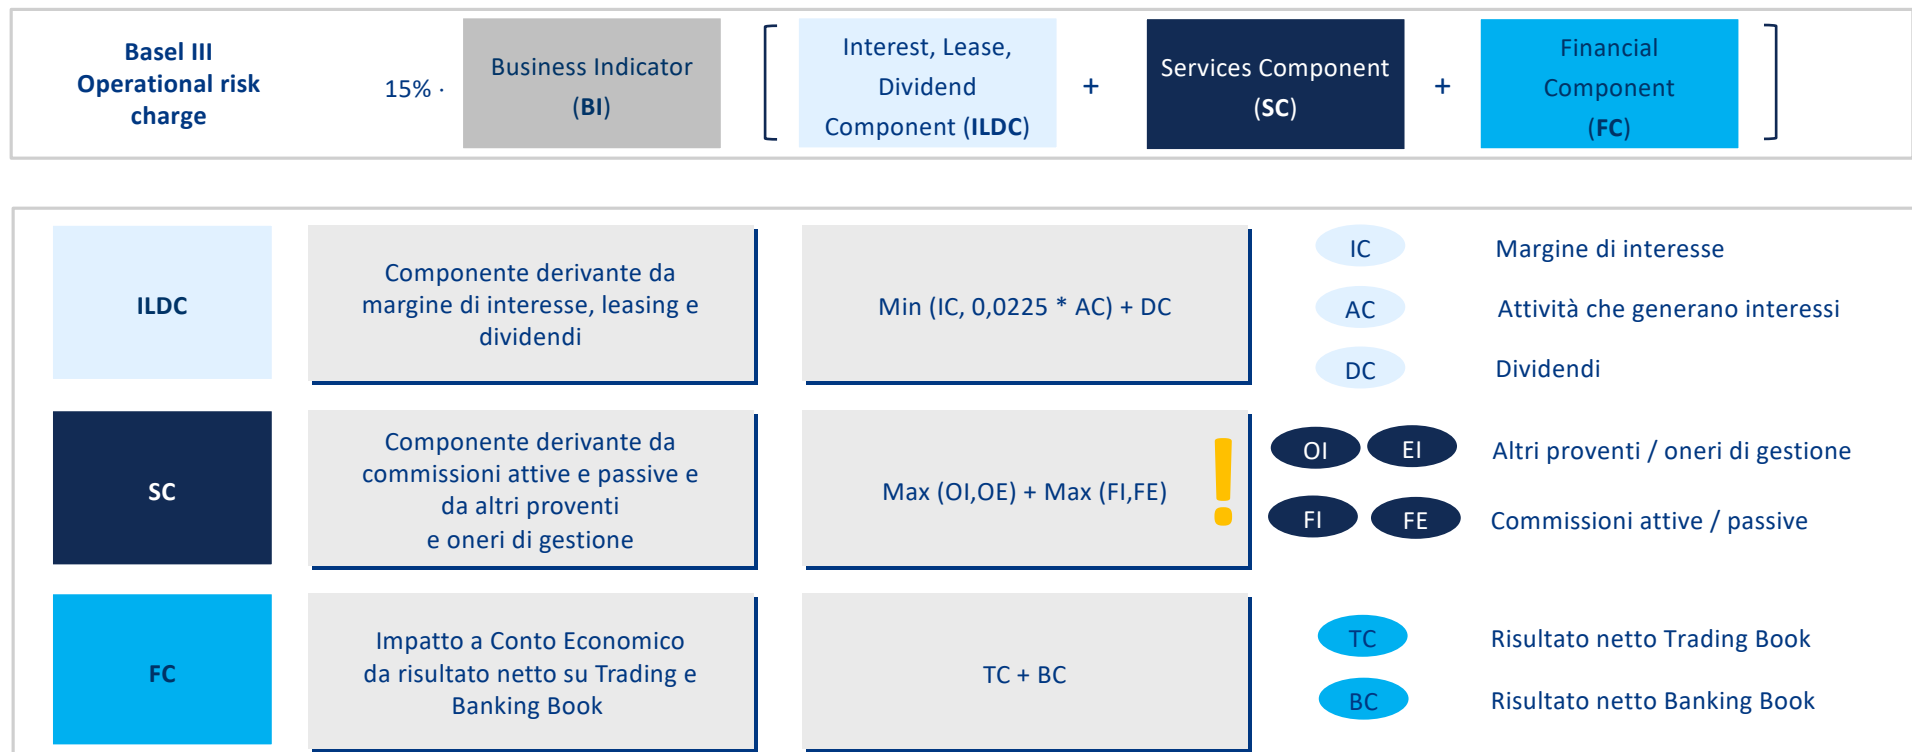 Basel III
Operational risk
charge
15% ·
Business Indicator
(BI)
Interest, Lease,
Dividend
Component (ILDC)
+
Services Component
(SC)
+
Financial
Component
(FC)
ILDC
Componente derivante da
margine di interesse, leasing e
dividendi
Min (IC, 0,0225 * AC) + DC
IC Margine di interesse
AC Attività che generano interessi
DC Dividendi
SC
Componente derivante da
commissioni attive e passive e
da altri proventi
e oneri di gestione
Max (OI,OE) + Max (FI,FE)
!
OI EI Altri proventi / oneri di gestione
FI FE Commissioni attive / passive
FC
Impatto a Conto Economico
da risultato netto su Trading e
Banking Book
TC + BC
TC Risultato netto Trading Book
BC Risultato netto Banking Book